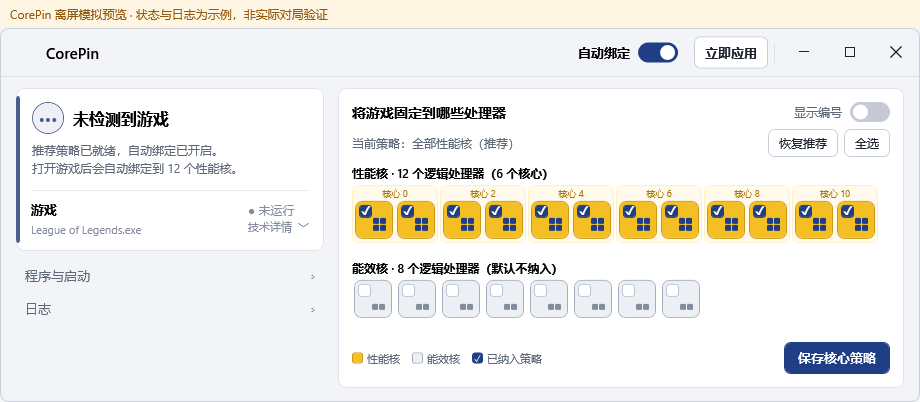 CorePin 离屏模拟预览 · 状态与日志为示例，非实际对局验证
CorePin
自动绑定
立即应用
未检测到游戏
推荐策略已就绪，自动绑定已开启。
打开游戏后会自动绑定到 12 个性能核。
游戏
未运行
League of Legends.exe
技术详情
程序与启动
日志
将游戏固定到哪些处理器
显示编号
当前策略：全部性能核（推荐）
恢复推荐
全选
性能核 · 12 个逻辑处理器（6 个核心）
核心 0 核心 2 核心 4 核心 6 核心 8 核心 10
能效核 · 8 个逻辑处理器（默认不纳入）
性能核 能效核 已纳入策略
保存核心策略